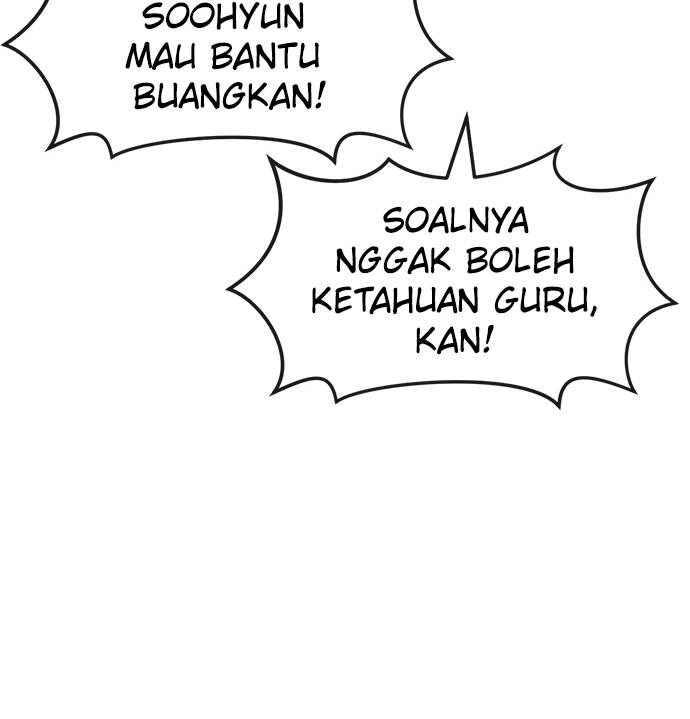 SOOHYUN
MAU BANTU
BUANGKAN!
SOALNYA
NGGAK BOLEH
KETAHUAN GURU,
KAN!